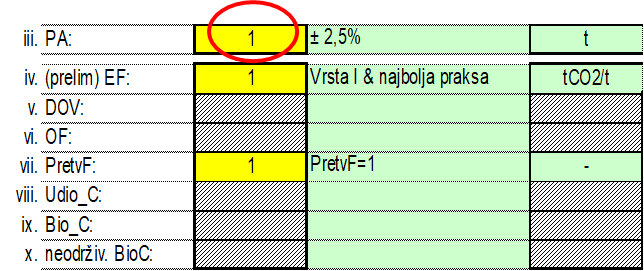 iii. PA: 1 ± 2,5% t
iv. (prelim) EF: 1 Vrsta I & najbolja praksa tCO2/t
v. DOV:
vi. OF:
vii. PretvF: 1 PretvF=1 -
viii. Udio_C:
ix. Bio_C:
x. neodrživ. BioC: